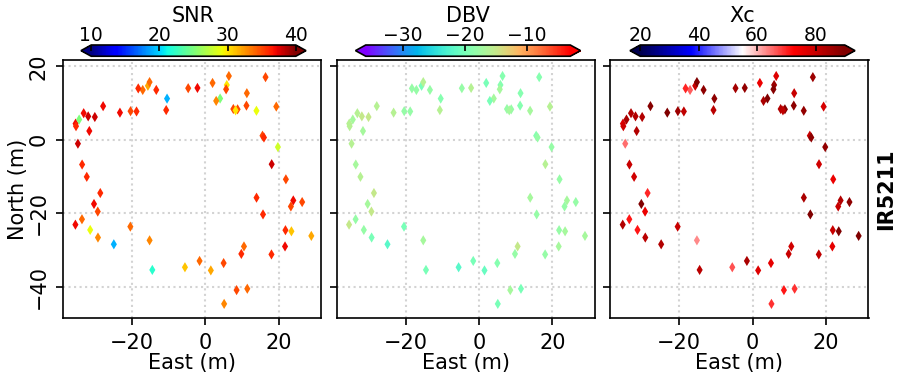 SNR DBV Xc
10 20 30 40 −30 −20 −10 20 40 60 80
20
0
−20
−40
North (m)
−20 0 20 −20 0 20 −20 0 20
East (m) East (m) East (m)
IR5211